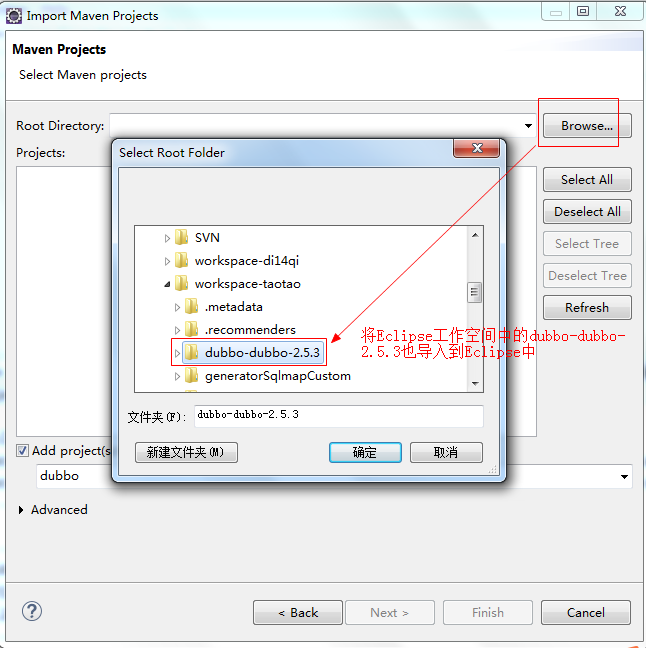 Import Maven Projects
Maven Projects
Select Maven projects
Root Directory:
Browse...
Projects:
Select Root Folder
Select All
Deselect All
Select Tree
Deselect Tree
Refresh
SVN
workspace-di14qi
workspace-taotao
.metadata
.recommenders
dubbo-dubbo-2.5.3
generatorSqlmapCustom
将Eclipse工作空间中的dubbo-dubbo-
2.5.3也导入到Eclipse中
文件夹(F): dubbo-dubbo-2.5.3
新建文件夹(M)
确定
取消
Add project(s
dubbo
Advanced
?
< Back
Next >
Finish
Cancel